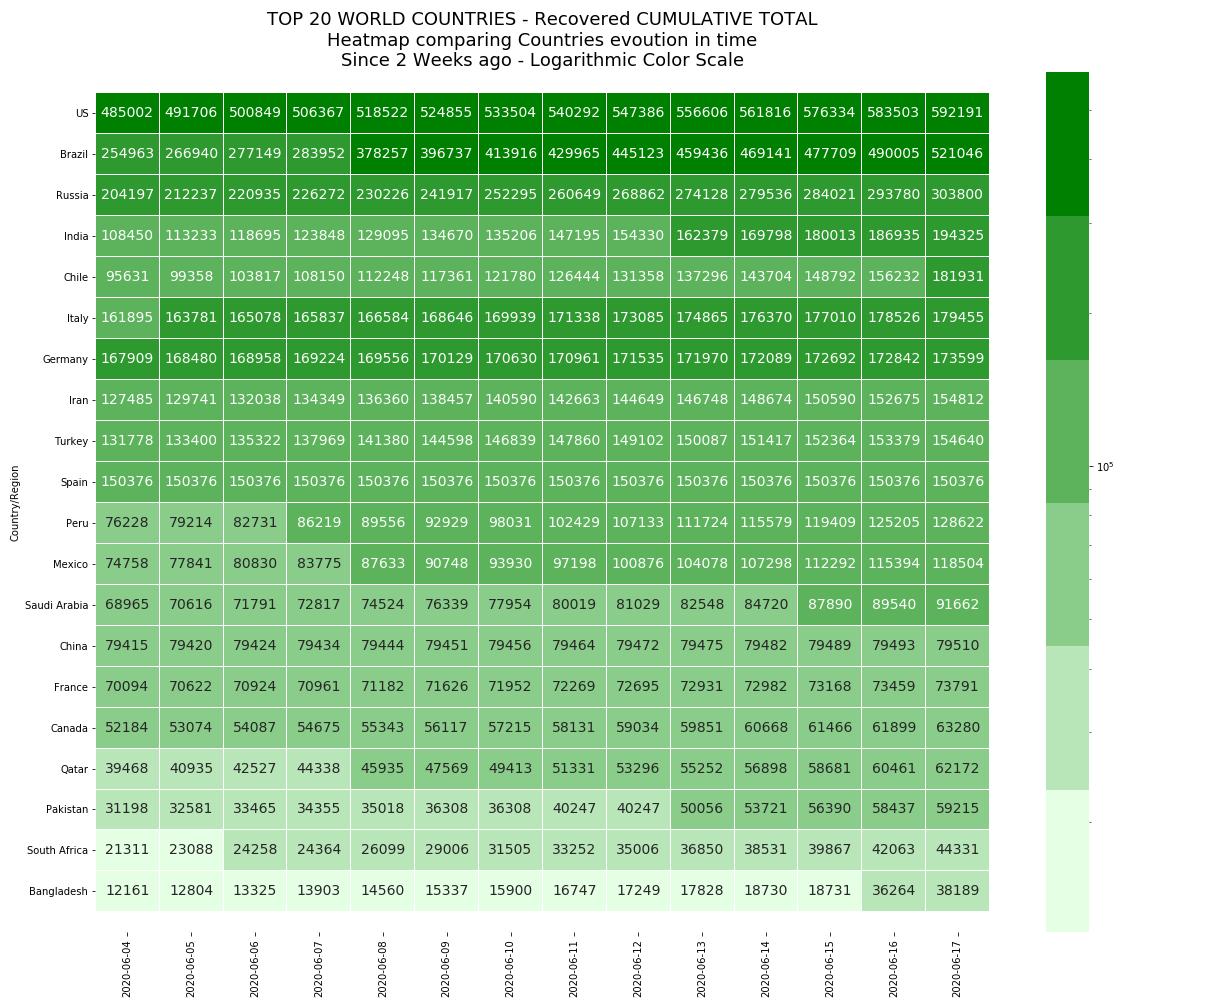 TOP 20 WORLD COUNTRIES - Recovered CUMULATIVE TOTAL
Heatmap comparing Countries evoution in time
Since 2 Weeks ago - Logarithmic Color Scale
US 485002 491706 500849 506367 518522 524855 533504 540292 547386 556606 561816 576334 583503 592191
Brazil 254963 266940 277149 283952 378257 396737 413916 429965 445123 459436 469141 477709 490005 521046
Russia 204197 212237 220935 226272 230226 241917 252295 260649 268862 274128 279536 284021 293780 303800
India 108450 113233 118695 123848 129095 134670 135206 147195 154330 162379 169798 180013 186935 194325
Chile 95631 99358 103817 108150 112248 117361 121780 126444 131358 137296 143704 148792 156232 181931
Italy 161895 163781 165078 165837 166584 168646 169939 171338 173085 174865 176370 177010 178526 179455
Germany 167909 168480 168958 169224 169556 170129 170630 170961 171535 171970 172089 172692 172842 173599
Iran 127485 129741 132038 134349 136360 138457 140590 142663 144649 146748 148674 150590 152675 154812
Turkey 131778 133400 135322 137969 141380 144598 146839 147860 149102 150087 151417 152364 153379 154640
Spain 150376 150376 150376 150376 150376 150376 150376 150376 150376 150376 150376 150376 150376 150376
Peru 76228 79214 82731 86219 89556 92929 98031 102429 107133 111724 115579 119409 125205 128622
Mexico 74758 77841 80830 83775 87633 90748 93930 97198 100876 104078 107298 112292 115394 118504
Saudi Arabia 68965 70616 71791 72817 74524 76339 77954 80019 81029 82548 84720 87890 89540 91662
China 79415 79420 79424 79434 79444 79451 79456 79464 79472 79475 79482 79489 79493 79510
France 70094 70622 70924 70961 71182 71626 71952 72269 72695 72931 72982 73168 73459 73791
Canada 52184 53074 54087 54675 55343 56117 57215 58131 59034 59851 60668 61466 61899 63280
Qatar 39468 40935 42527 44338 45935 47569 49413 51331 53296 55252 56898 58681 60461 62172
Pakistan 31198 32581 33465 34355 35018 36308 36308 40247 40247 50056 53721 56390 58437 59215
South Africa 21311 23088 24258 24364 26099 29006 31505 33252 35006 36850 38531 39867 42063 44331
Bangladesh 12161 12804 13325 13903 14560 15337 15900 16747 17249 17828 18730 18731 36264 38189
2020-06-04 2020-06-05 2020-06-06 2020-06-07 2020-06-08 2020-06-09 2020-06-10 2020-06-11 2020-06-12 2020-06-13 2020-06-14 2020-06-15 2020-06-16 2020-06-17
Country/Region
10⁵